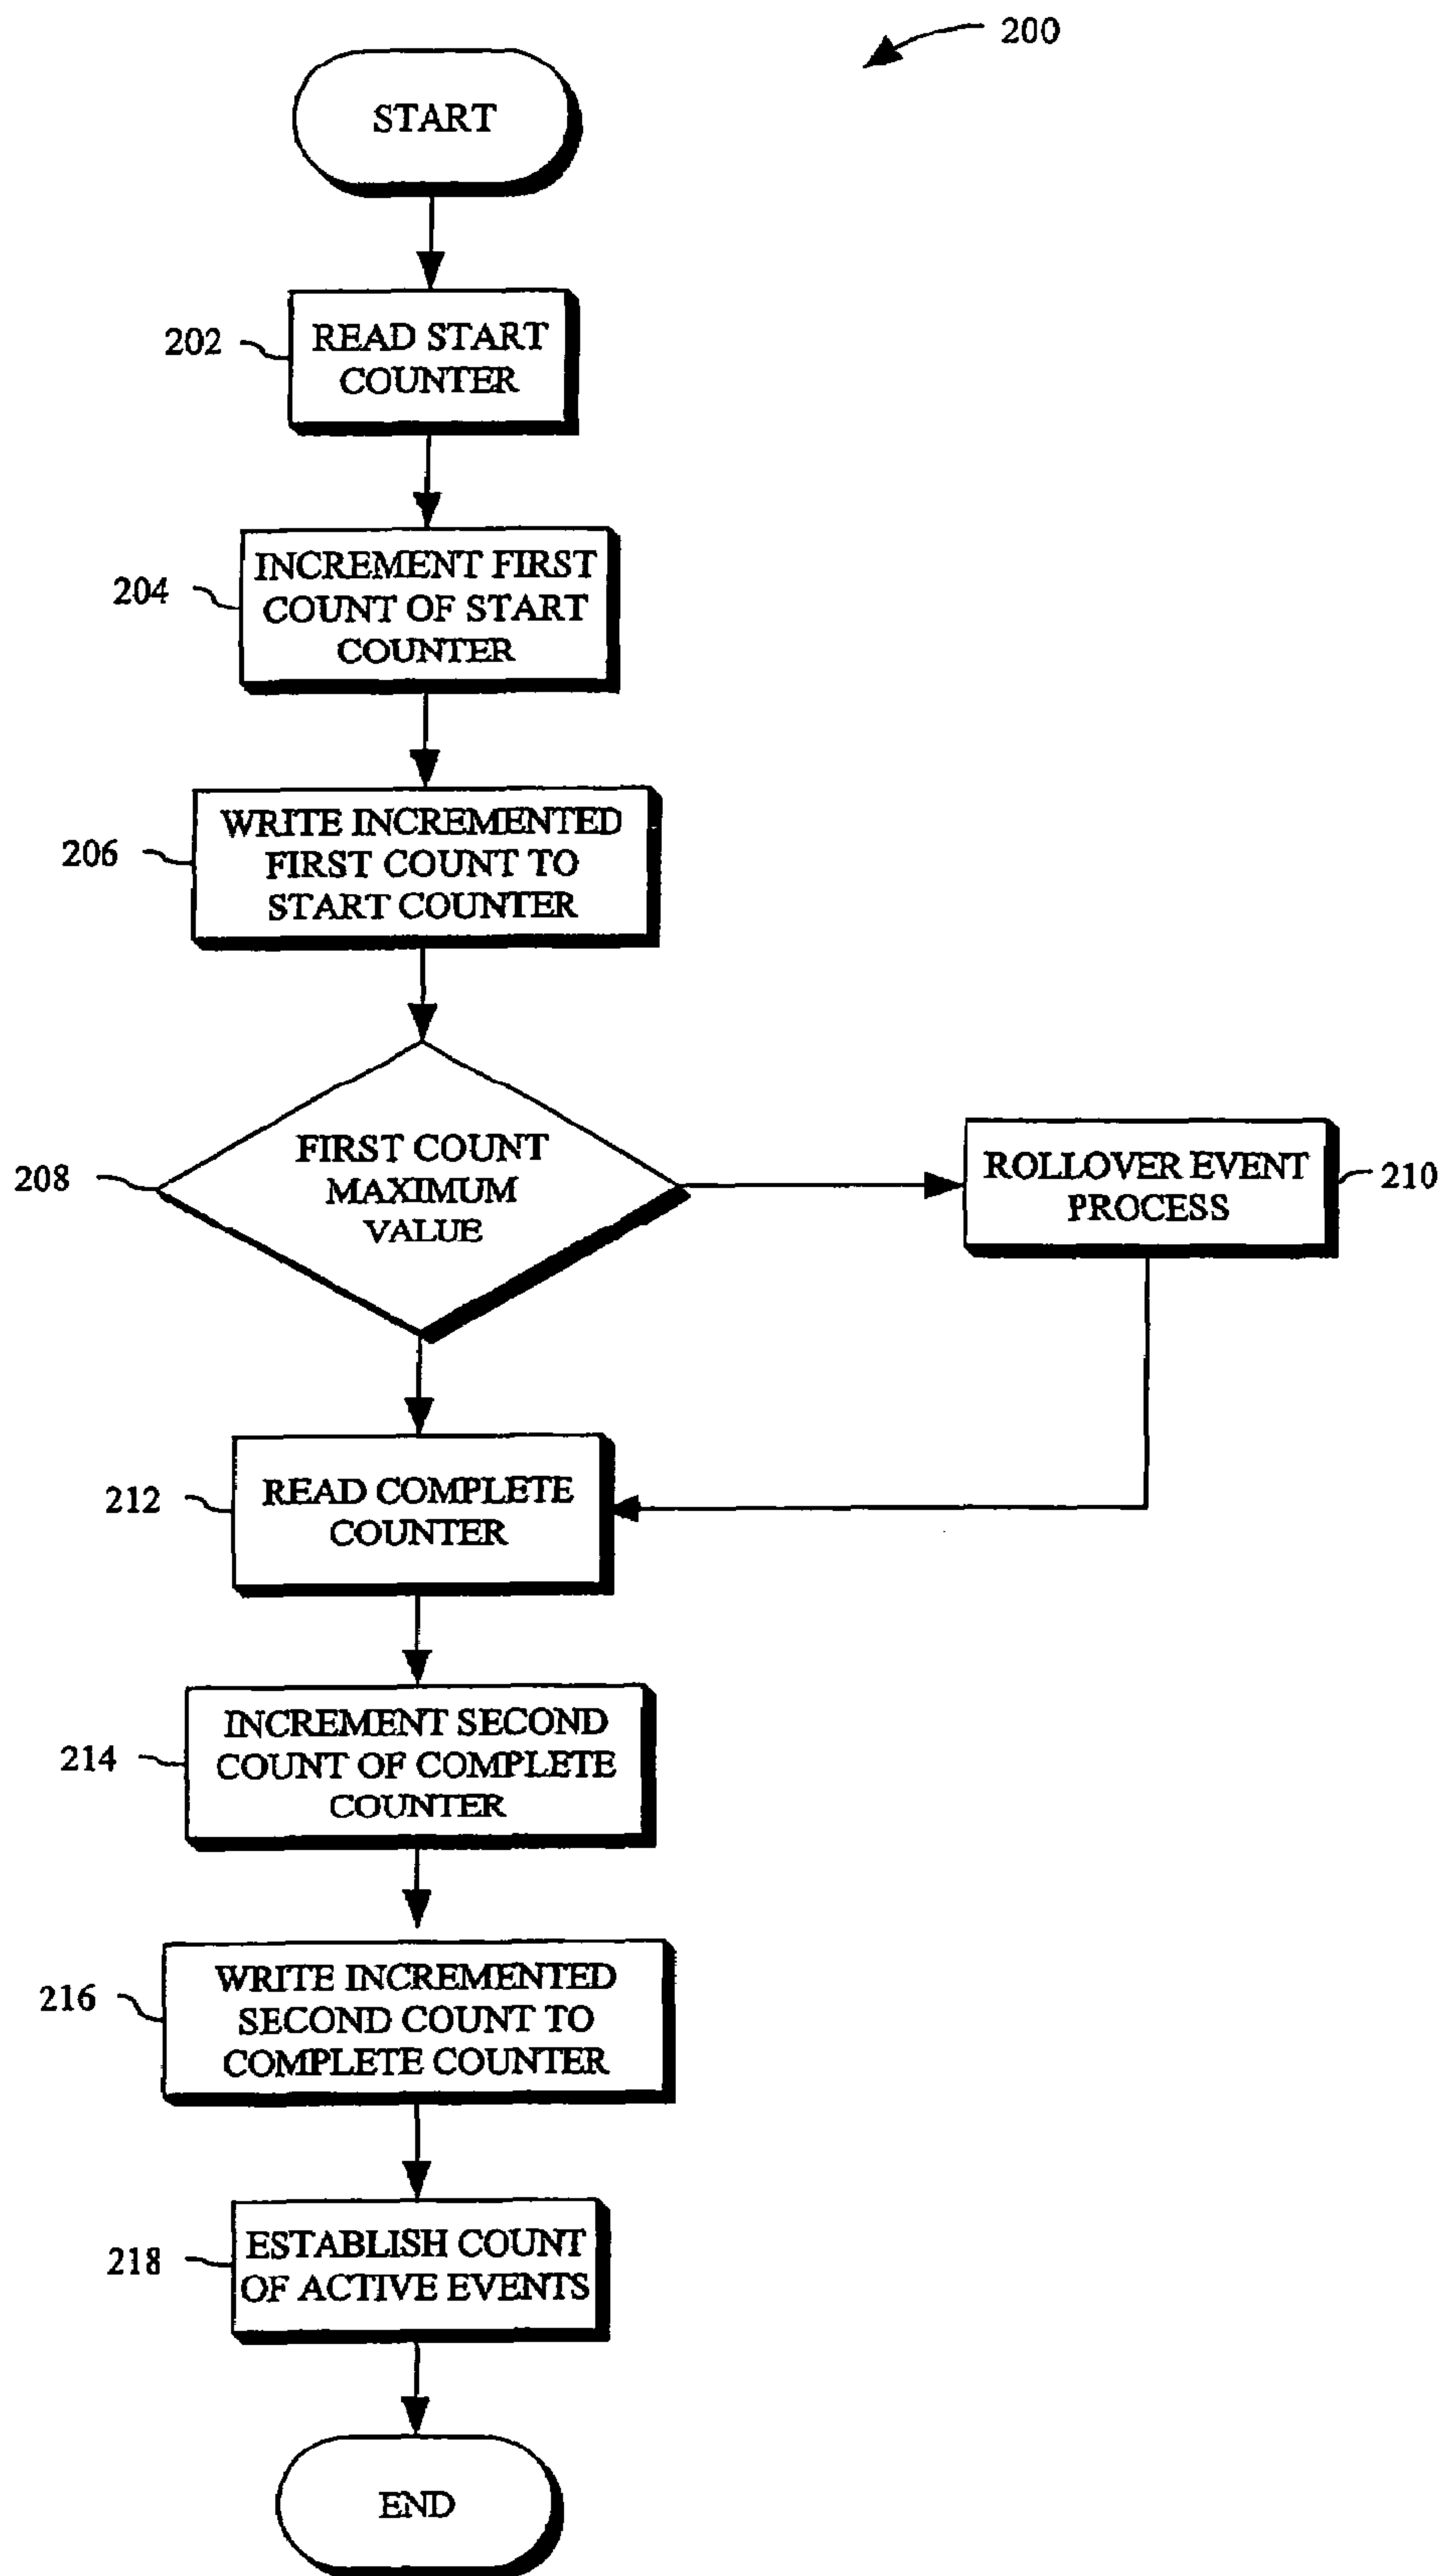 200
START
202
READ START
COUNTER
204
INCREMENT FIRST
COUNT OF START
COUNTER
206
WRITE INCREMENTED
FIRST COUNT TO
START COUNTER
208
FIRST COUNT
MAXIMUM
VALUE
ROLLOVER EVENT
PROCESS
210
212
READ COMPLETE
COUNTER
214
INCREMENT SECOND
COUNT OF COMPLETE
COUNTER
216
WRITE INCREMENTED
SECOND COUNT TO
COMPLETE COUNTER
218
ESTABLISH COUNT
OF ACTIVE EVENTS
END